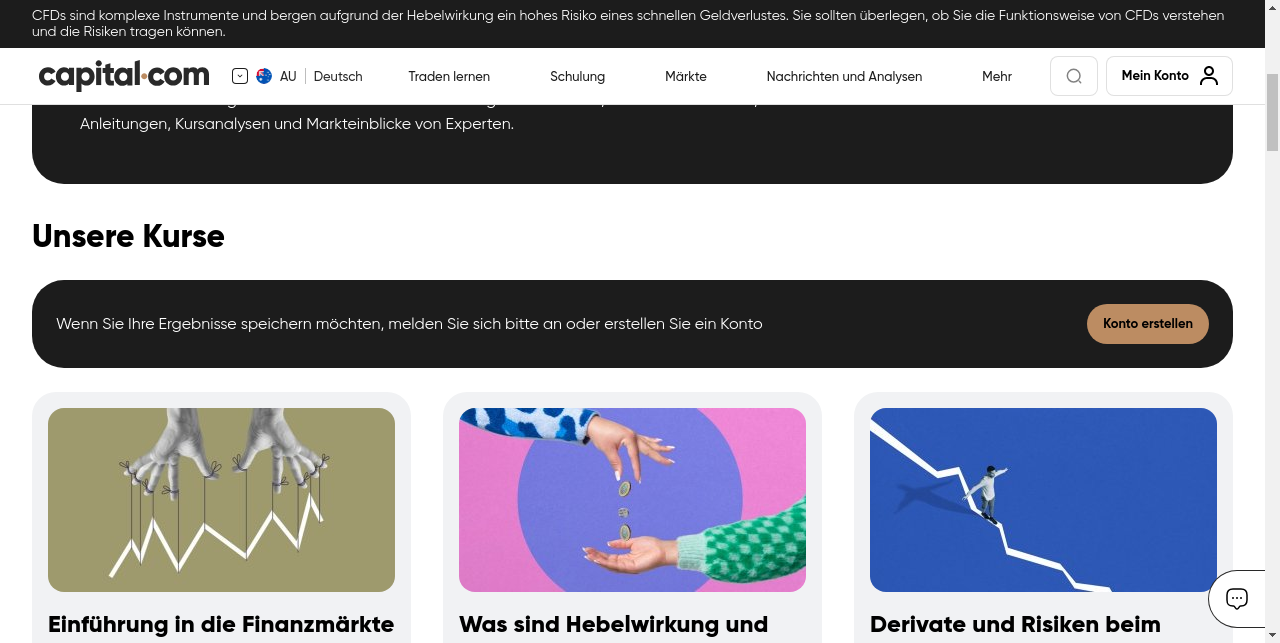 CFDs sind komplexe Instrumente und bergen aufgrund der Hebelwirkung ein hohes Risiko eines schnellen Geldverlustes. Sie sollten überlegen, ob Sie die Funktionsweise von CFDs verstehen
und die Risiken tragen können.
capital.com
AU
Deutsch
Traden lernen
Schulung
Märkte
Nachrichten und Analysen
Mehr
Mein Konto
Anleitungen, Kursanalysen und Markteinblicke von Experten.
Unsere Kurse
Wenn Sie Ihre Ergebnisse speichern möchten, melden Sie sich bitte an oder erstellen Sie ein Konto
Konto erstellen
Einführung in die Finanzmärkte
Was sind Hebelwirkung und
Derivate und Risiken beim